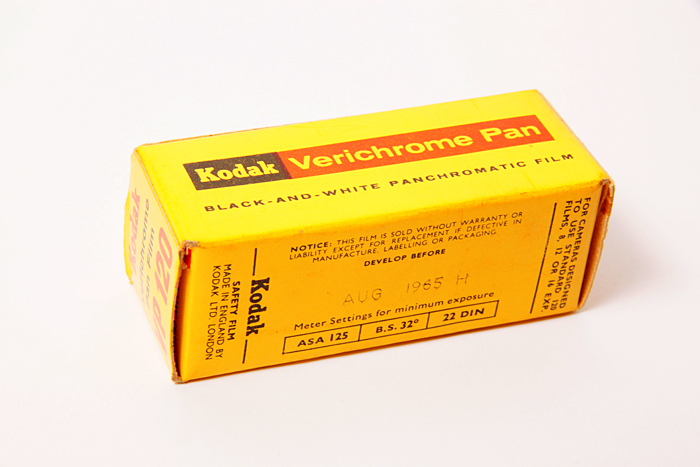 Kodak Verichrome Pan
BLACK-AND-WHITE PANCHROMATIC FILM
NOTICE: THIS FILM IS SOLD WITHOUT WARRANTY OR
LIABILITY EXCEPT FOR REPLACEMENT IF DEFECTIVE IN
MANUFACTURE, LABELLING OR PACKAGING.
DEVELOP BEFORE
AUG 1965 H
Meter Settings for minimum exposure
ASA 125 B.S. 32° 22 DIN
Kodak
SAFETY FILM
MADE IN ENGLAND BY
KODAK LTD. LONDON
FOR CAMERAS DESIGNED
TO USE STANDARD 120
FILMS, 8, 12 OR 16 EXP.
Kodak
VP 120